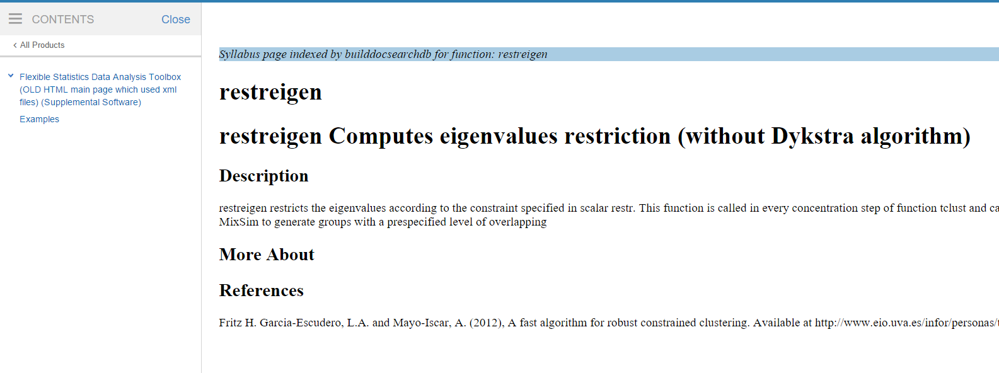 CONTENTS Close
All Products
Flexible Statistics Data Analysis Toolbox
(OLD HTML main page which used xml
files) (Supplemental Software)
Examples
Syllabus page indexed by builddocsearchdb for function: restreigen
restreigen
restreigen Computes eigenvalues restriction (without Dykstra algorithm)
Description
restreigen restricts the eigenvalues according to the constraint specified in scalar restr. This function is called in every concentration step of function tclust and ca
MixSim to generate groups with a prespecified level of overlapping
More About
References
Fritz H. Garcia-Escudero, L.A. and Mayo-Iscar, A. (2012), A fast algorithm for robust constrained clustering. Available at http://www.eio.uva.es/infor/personas/t